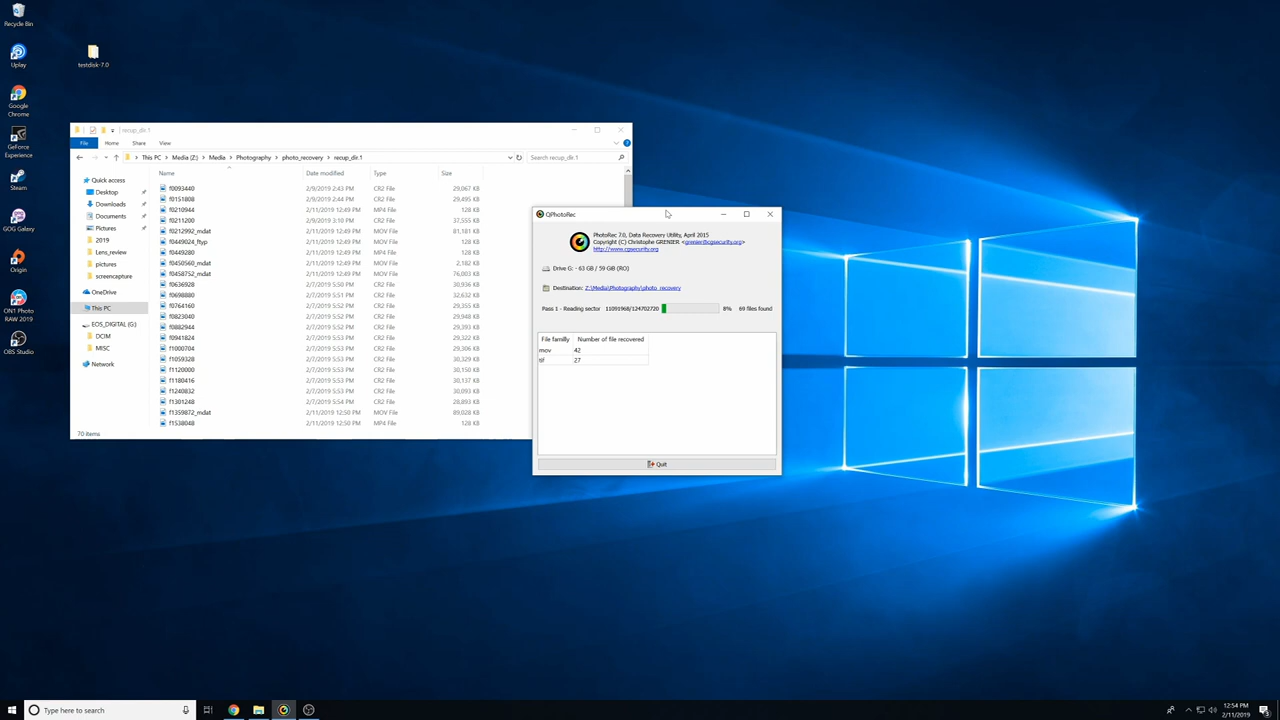 Recycle Bin
Uplay
testdisk-7.0
Google
Chrome
GeForce
Experience
Steam
GOG Galaxy
Origin
ON1 Photo
RAW 2019
OBS Studio
recup_dir.1
File Home Share View
This PC › Media (Z:) › Media › Photography › photo_recovery › recup_dir.1
Search recup_dir.1
Quick access
Desktop
Downloads
Documents
Pictures
2019
Lens_review
pictures
screencapture
OneDrive
This PC
EOS_DIGITAL (G:)
DCIM
MISC
Network
Name Date modified Type Size
f0093440 2/9/2019 2:43 PM CR2 File 29,067 KB
f0151808 2/9/2019 2:44 PM CR2 File 29,495 KB
f0210944 2/11/2019 12:49 PM MP4 File 128 KB
f0211200 2/9/2019 3:10 PM CR2 File 37,555 KB
f0212992_mdat 2/11/2019 12:49 PM MOV File 81,181 KB
f0449024_ftyp 2/11/2019 12:49 PM MOV File 128 KB
f0449280 2/11/2019 12:49 PM MP4 File 128 KB
f0450560_mdat 2/11/2019 12:49 PM MOV File 2,182 KB
f0458752_mdat 2/11/2019 12:49 PM MOV File 76,003 KB
f0636928 2/7/2019 5:50 PM CR2 File 30,936 KB
f0698880 2/7/2019 5:51 PM CR2 File 32,632 KB
f0764160 2/7/2019 5:52 PM CR2 File 29,355 KB
f0823040 2/7/2019 5:52 PM CR2 File 29,948 KB
f0882944 2/7/2019 5:52 PM CR2 File 29,448 KB
f0941824 2/7/2019 5:53 PM CR2 File 29,322 KB
f1000704 2/7/2019 5:53 PM CR2 File 29,306 KB
f1059328 2/7/2019 5:53 PM CR2 File 30,329 KB
f1120000 2/7/2019 5:53 PM CR2 File 30,150 KB
f1180416 2/7/2019 5:53 PM CR2 File 30,137 KB
f1240832 2/7/2019 5:53 PM CR2 File 30,093 KB
f1301248 2/7/2019 5:54 PM CR2 File 28,893 KB
f1359872_mdat 2/11/2019 12:50 PM MOV File 89,028 KB
f1538048 2/11/2019 12:50 PM MP4 File 128 KB
70 items
QPhotoRec
PhotoRec 7.0, Data Recovery Utility, April 2015
Copyright (C) Christophe GRENIER <grenier@cgsecurity.org>
http://www.cgsecurity.org
Drive G: - 63 GB / 59 GiB (RO)
Destination: Z:\Media\Photography\photo_recovery
Pass 1 - Reading sector 11091968/124702720 8% 69 files found
File familly Number of file recovered
mov 42
tif 27
Quit
Type here to search
12:54 PM
2/11/2019